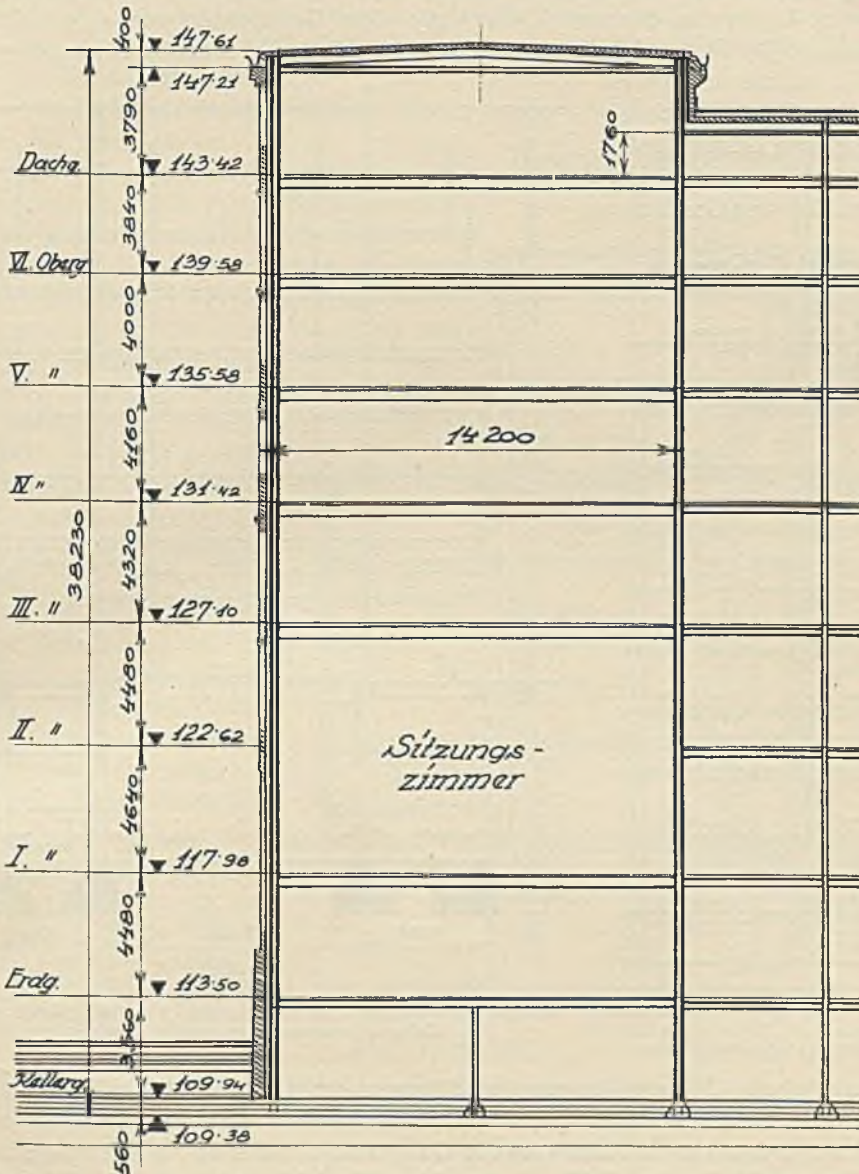 400
147·61
147·21
3790
1760
Dachg.
143·42
3840
VI. Oberg.
139·58
4000
V. "
135·58
4160
14200
IV "
131·42
38230
4320
III. "
127·10
4480
II. "
122·62
Sitzungs-
zimmer
4640
I. "
117·98
4480
Erdg.
113·50
3560
Kellerg.
109·94
109·38
560